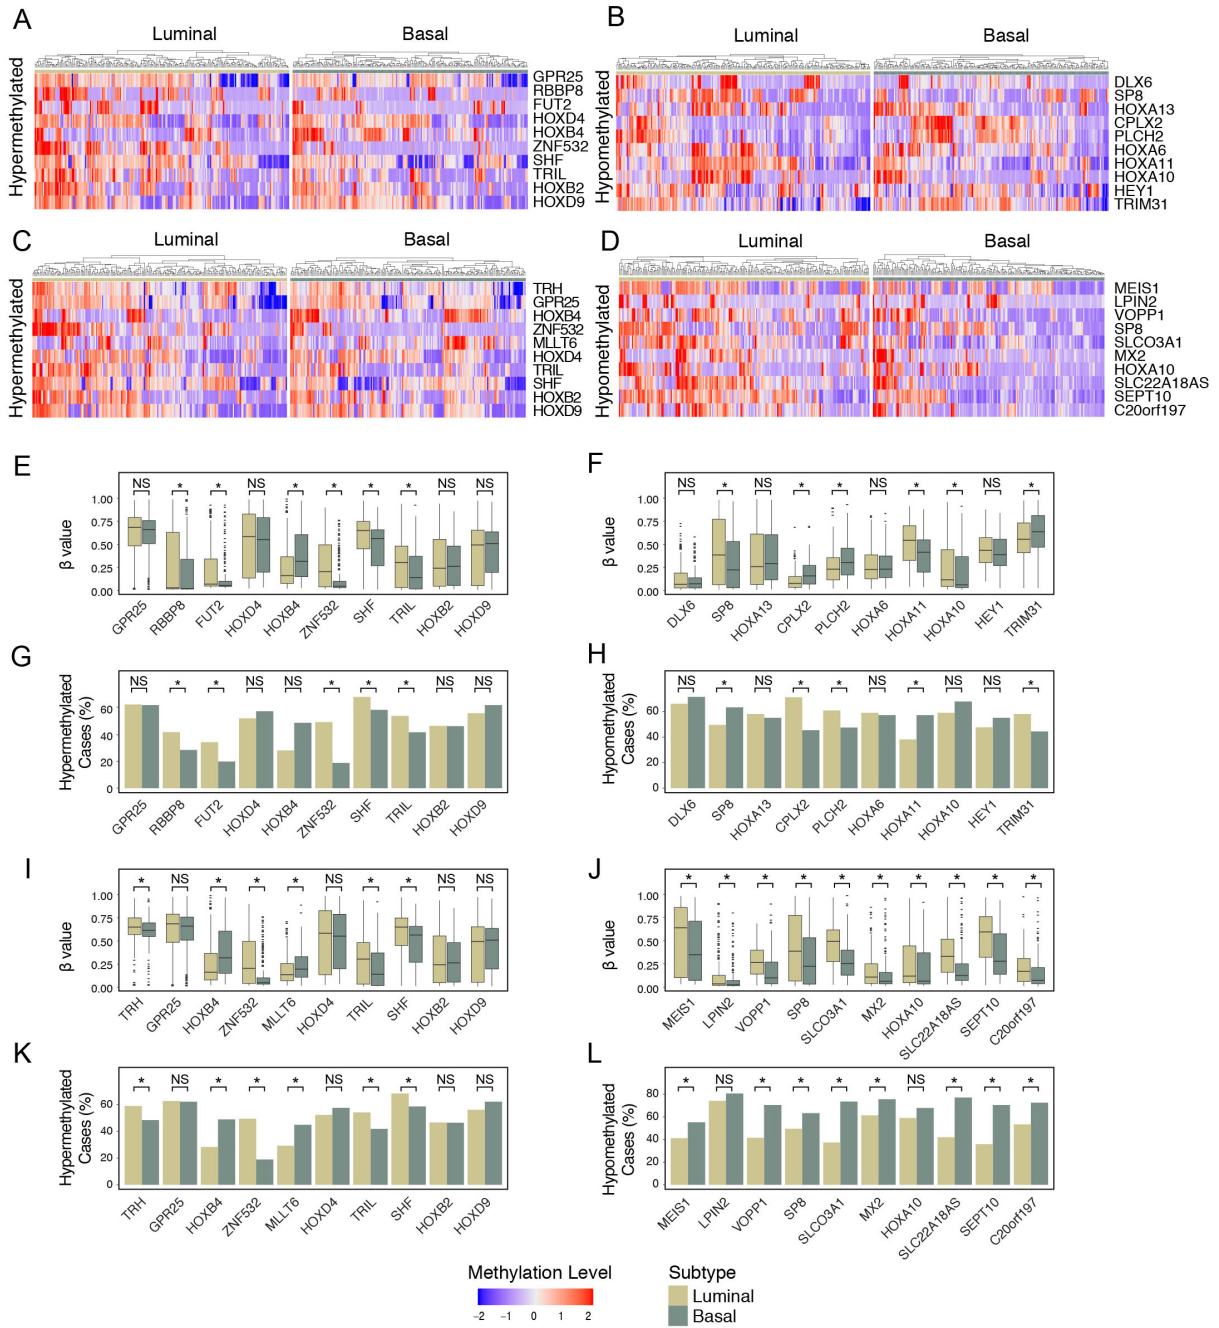 A
Luminal
Basal
Hypermethylated
GPR25
RBBP8
FUT2
HOXD4
HOXB4
ZNF532
SHF
TRIL
HOXB2
HOXD9
B
Luminal
Basal
Hypomethylated
DLX6
SP8
HOXA13
CPLX2
PLCH2
HOXA6
HOXA11
HOXA10
HEY1
TRIM31
C
Luminal
Basal
Hypermethylated
TRH
GPR25
HOXB4
ZNF532
MLLT6
HOXD4
TRIL
SHF
HOXB2
HOXD9
D
Luminal
Basal
Hypomethylated
MEIS1
LPIN2
VOPP1
SP8
SLCO3A1
MX2
HOXA10
SLC22A18AS
SEPT10
C20orf197
E
NS * * NS * * * * NS NS
β value
1.00
0.75
0.50
0.25
0.00
GPR25 RBBP8 FUT2 HOXD4 HOXB4 ZNF532 SHF TRIL HOXB2 HOXD9
F
NS * NS * * NS * * NS *
β value
1.00
0.75
0.50
0.25
0.00
DLX6 SP8 HOXA13 CPLX2 PLCH2 HOXA6 HOXA11 HOXA10 HEY1 TRIM31
G
NS * * NS NS * * * NS NS
Hypermethylated
Cases (%)
60
40
20
0
GPR25 RBBP8 FUT2 HOXD4 HOXB4 ZNF532 SHF TRIL HOXB2 HOXD9
H
NS * NS * * NS * NS NS *
Hypomethylated
Cases (%)
60
40
20
0
DLX6 SP8 HOXA13 CPLX2 PLCH2 HOXA6 HOXA11 HOXA10 HEY1 TRIM31
I
* NS * * * NS * * NS NS
β value
1.00
0.75
0.50
0.25
0.00
TRH GPR25 HOXB4 ZNF532 MLLT6 HOXD4 TRIL SHF HOXB2 HOXD9
J
* * * * * * * * * *
β value
1.00
0.75
0.50
0.25
0.00
MEIS1 LPIN2 VOPP1 SP8 SLCO3A1 MX2 HOXA10 SLC22A18AS SEPT10 C20orf197
K
* NS * * * NS * * NS NS
Hypermethylated
Cases (%)
60
40
20
0
TRH GPR25 HOXB4 ZNF532 MLLT6 HOXD4 TRIL SHF HOXB2 HOXD9
L
* NS * * * * NS * * *
Hypomethylated
Cases (%)
80
60
40
20
0
MEIS1 LPIN2 VOPP1 SP8 SLCO3A1 MX2 HOXA10 SLC22A18AS SEPT10 C20orf197
Methylation Level
-2 -1 0 1 2
Subtype
Luminal
Basal